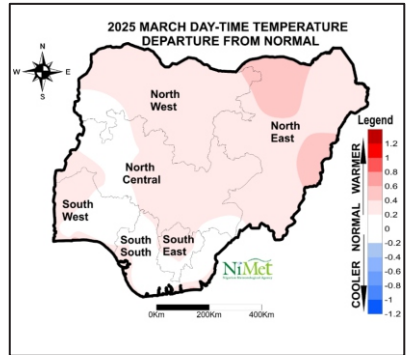 2025 MARCH DAY-TIME TEMPERATURE
DEPARTURE FROM NORMAL
N
W E
S
North
West
North
East
North
Central
South
West
South
South
South
East
Legend
1.2
1
0.8
0.6
0.4
0.2
0
-0.2
-0.4
-0.6
-0.8
-1
-1.2
COOLER NORMAL WARMER
NiMet
0Km 200Km 400Km